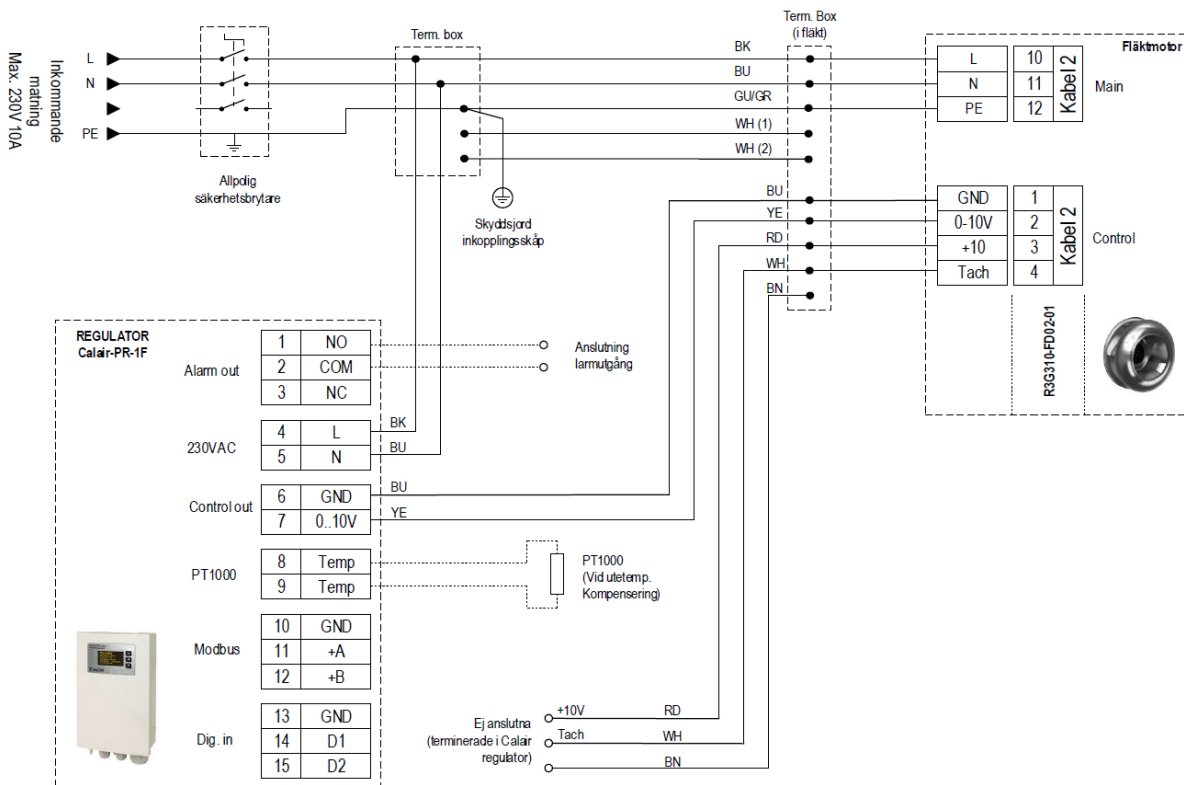 Inkommande
matning
Max. 230V 10A
L
N
PE
Allpolig
säkerhetsbrytare
Term. box
Skyddsjord
inkopplingsskåp
Term. Box
(i fläkt)
BK
BU
GU/GR
WH (1)
WH (2)
BU
YE
RD
WH
BN
Fläktmotor
L 10
N 11
PE 12
Kabel 2
Main
GND 1
0-10V 2
+10 3
Tach 4
Kabel 2
Control
R3G310-FD02-01
REGULATOR
Calair-PR-1F
Alarm out
1 NO
2 COM
3 NC
Anslutning
larmutgång
230VAC
4 L BK
5 N BU
Control out
6 GND BU
7 0..10V YE
PT1000
8 Temp
9 Temp
PT1000
(Vid utetemp.
Kompensering)
Modbus
10 GND
11 +A
12 +B
Dig. in
13 GND
14 D1
15 D2
Ej anslutna
(terminerade i Calair
regulator)
+10V RD
Tach WH
BN